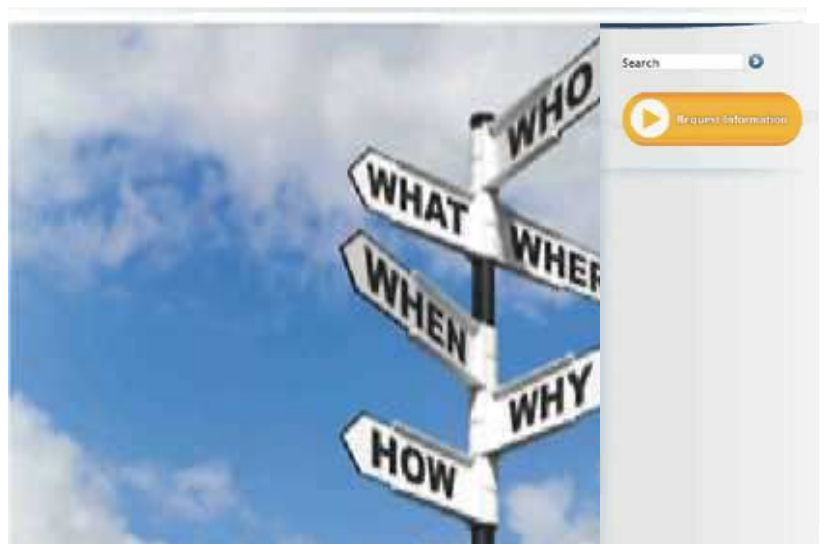 WHO
WHAT
WHER
WHEN
WHY
HOW
Search
Request Information